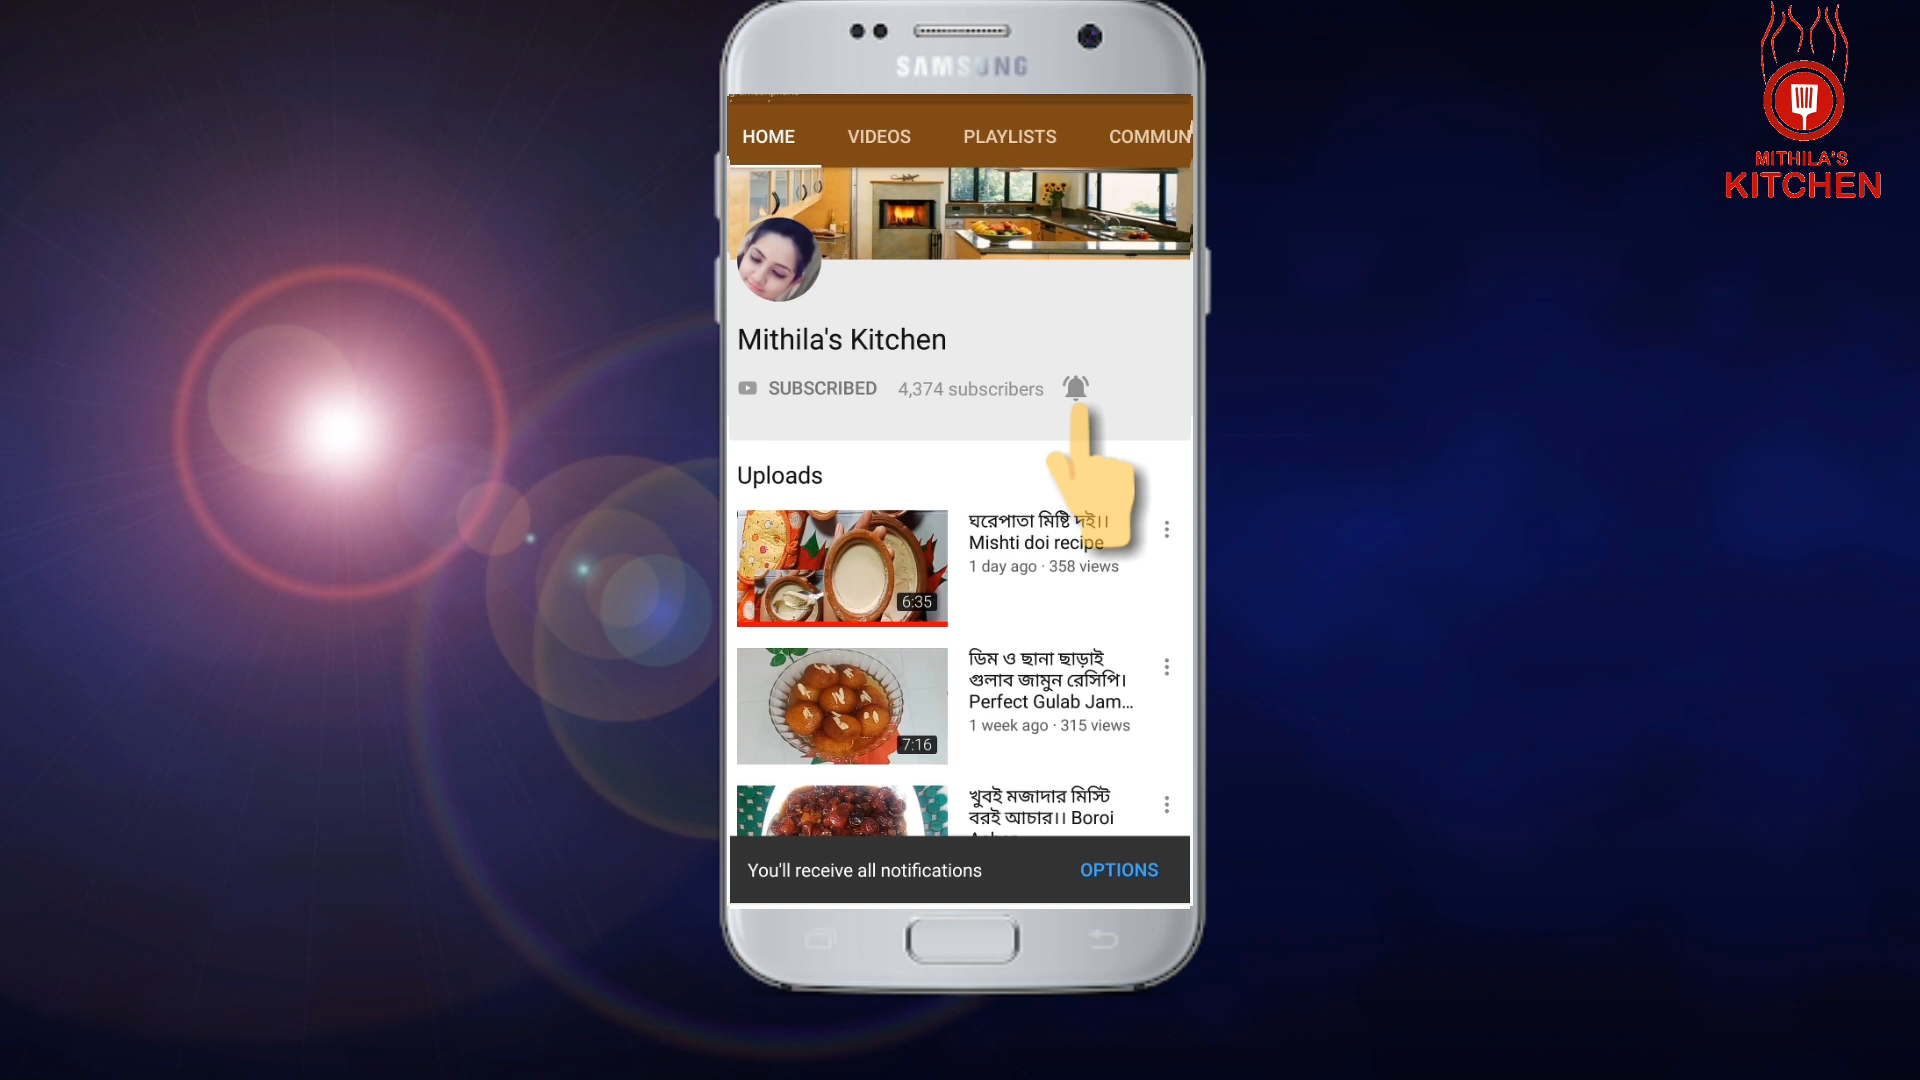 SAMSUNG
MITHILA'S
KITCHEN
HOME VIDEOS PLAYLISTS COMMUN
Mithila's Kitchen
SUBSCRIBED 4,374 subscribers
Uploads
ঘরেপাতা মিষ্টি দই।।
Mishti doi recipe
1 day ago · 358 views
6:35
ডিম ও ছানা ছাড়াই
গুলাব জামুন রেসিপি।
Perfect Gulab Jam...
1 week ago · 315 views
7:16
খুবই মজাদার মিস্টি
বরই আচার।। Boroi
You'll receive all notifications OPTIONS